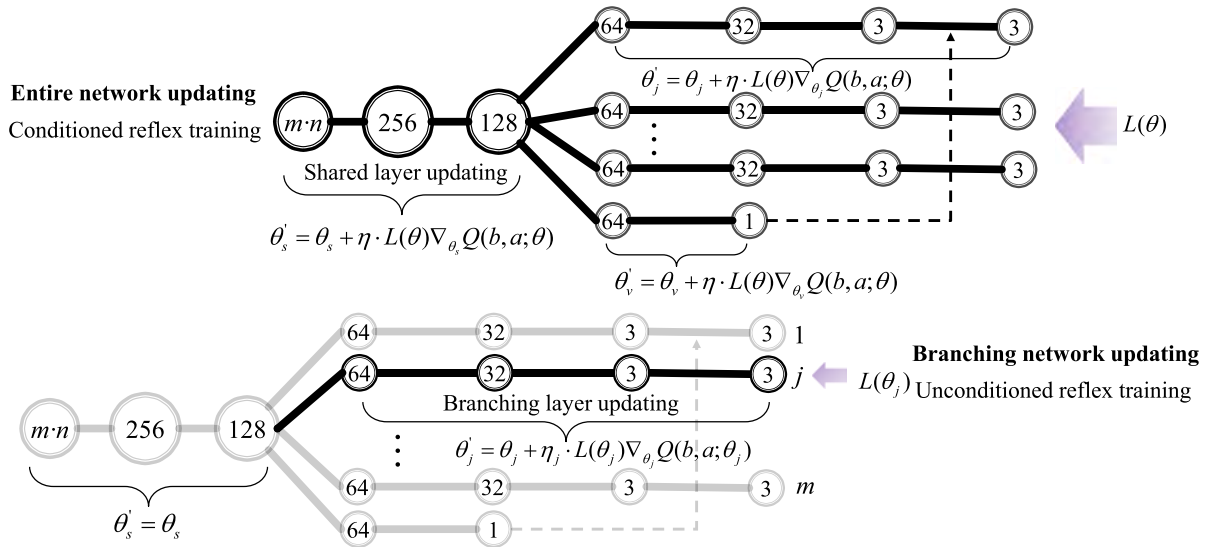 64 32 3 3
θ'_j = θ_j + η · L(θ)∇_{θ_j}Q(b,a;θ)
Entire network updating
Conditioned reflex training
m·n 256 128
64 32 3 3
L(θ)
⋮
64 32 3 3
Shared layer updating
64 1
θ'_s = θ_s + η · L(θ)∇_{θ_s}Q(b,a;θ)
θ'_v = θ_v + η · L(θ)∇_{θ_v}Q(b,a;θ)
64 32 3 3 1
64 32 3 3 j
L(θ_j)
Branching network updating
Unconditioned reflex training
Branching layer updating
m·n 256 128
θ'_j = θ_j + η_j · L(θ_j)∇_{θ_j}Q(b,a;θ_j)
⋮
64 32 3 3 m
64 1
θ'_s = θ_s